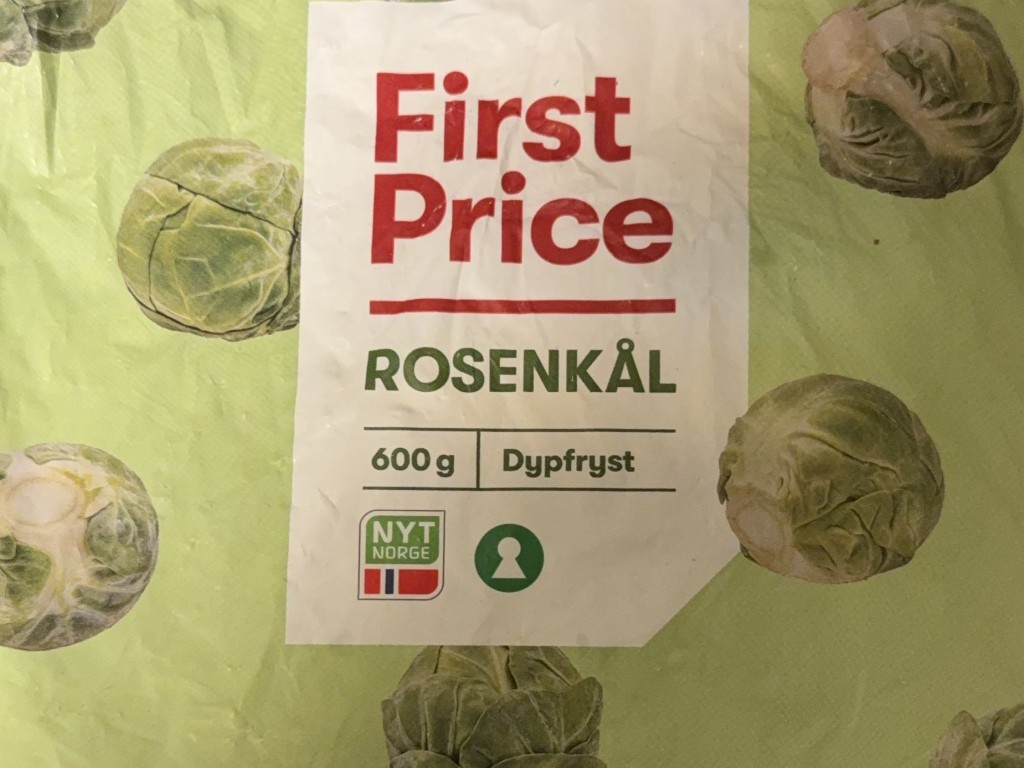 First
Price
ROSENKÅL
600 g
Dypfryst
NYT
NORGE